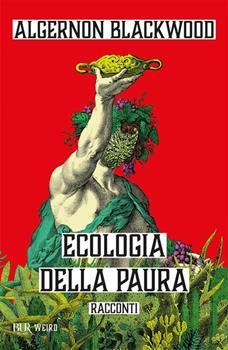 ALGERNON BLACKWOOD
ECOLOGIA
DELLA PAURA
RACCONTI
BUR WEIRD